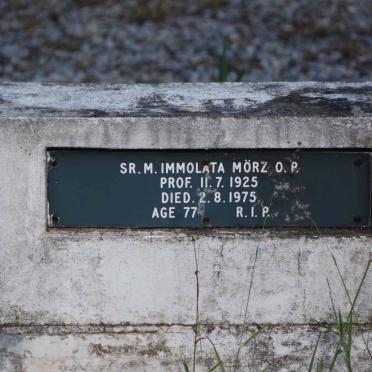 SR. M. IMMOLATA MÖRZ O. P.
PROF. 11. 7. 1925
DIED. 2. 8. 1975
AGE 77 R. I. P.